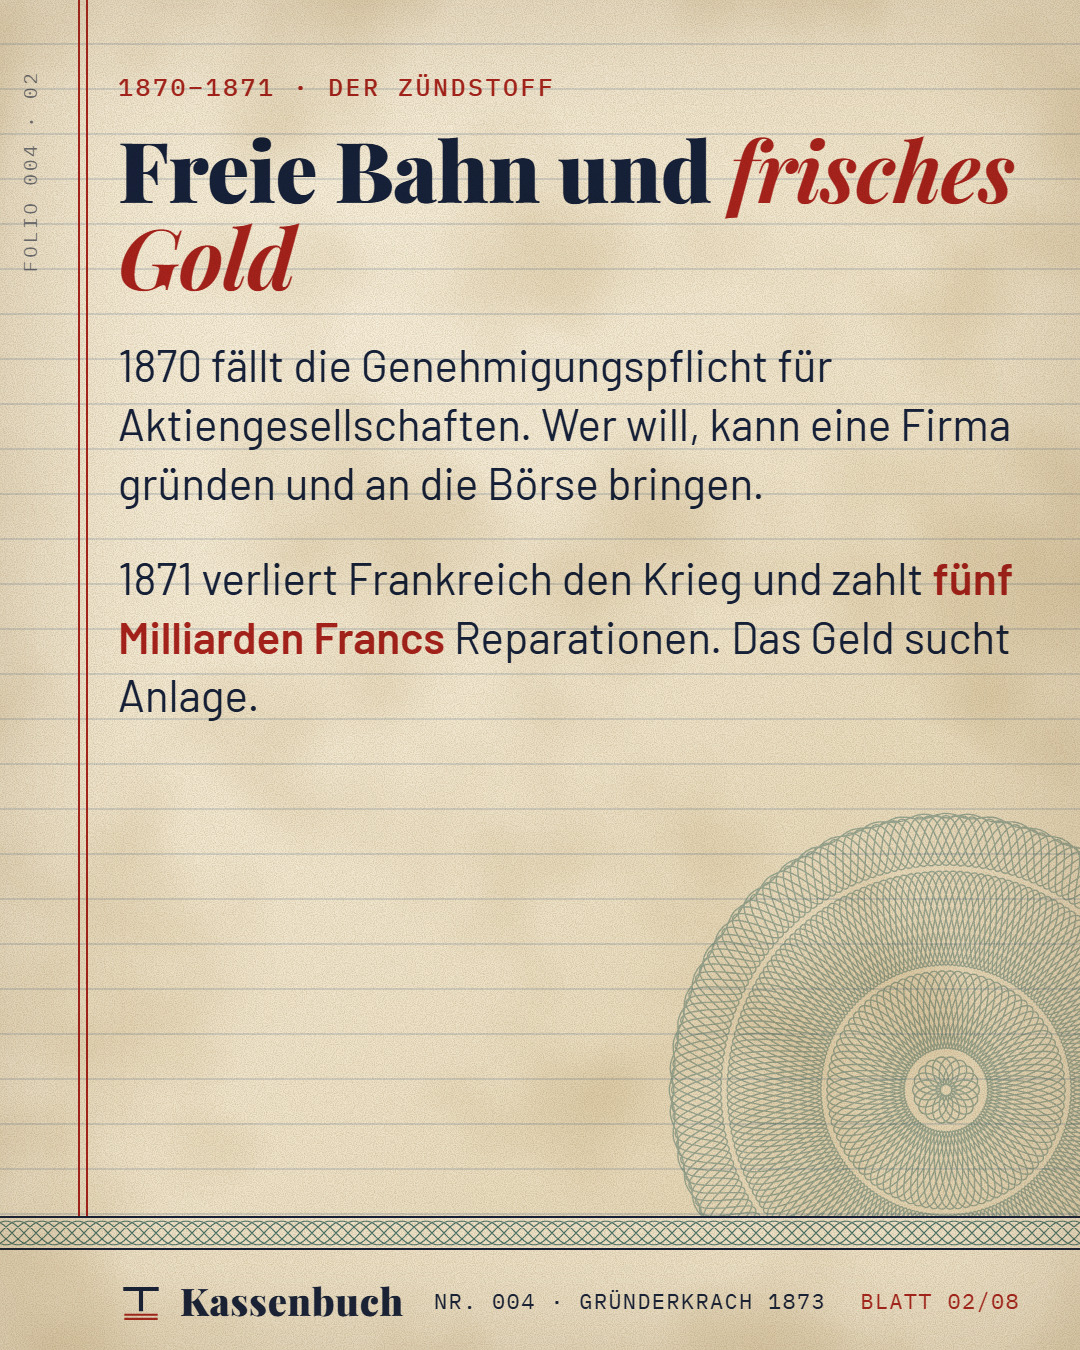 FOLIO 004 · 02
1870–1871 · DER ZÜNDSTOFF
Freie Bahn und frisches
Gold
1870 fällt die Genehmigungspflicht für
Aktiengesellschaften. Wer will, kann eine Firma
gründen und an die Börse bringen.
1871 verliert Frankreich den Krieg und zahlt fünf
Milliarden Francs Reparationen. Das Geld sucht
Anlage.
Kassenbuch NR. 004 · GRÜNDERKRACH 1873 BLATT 02/08